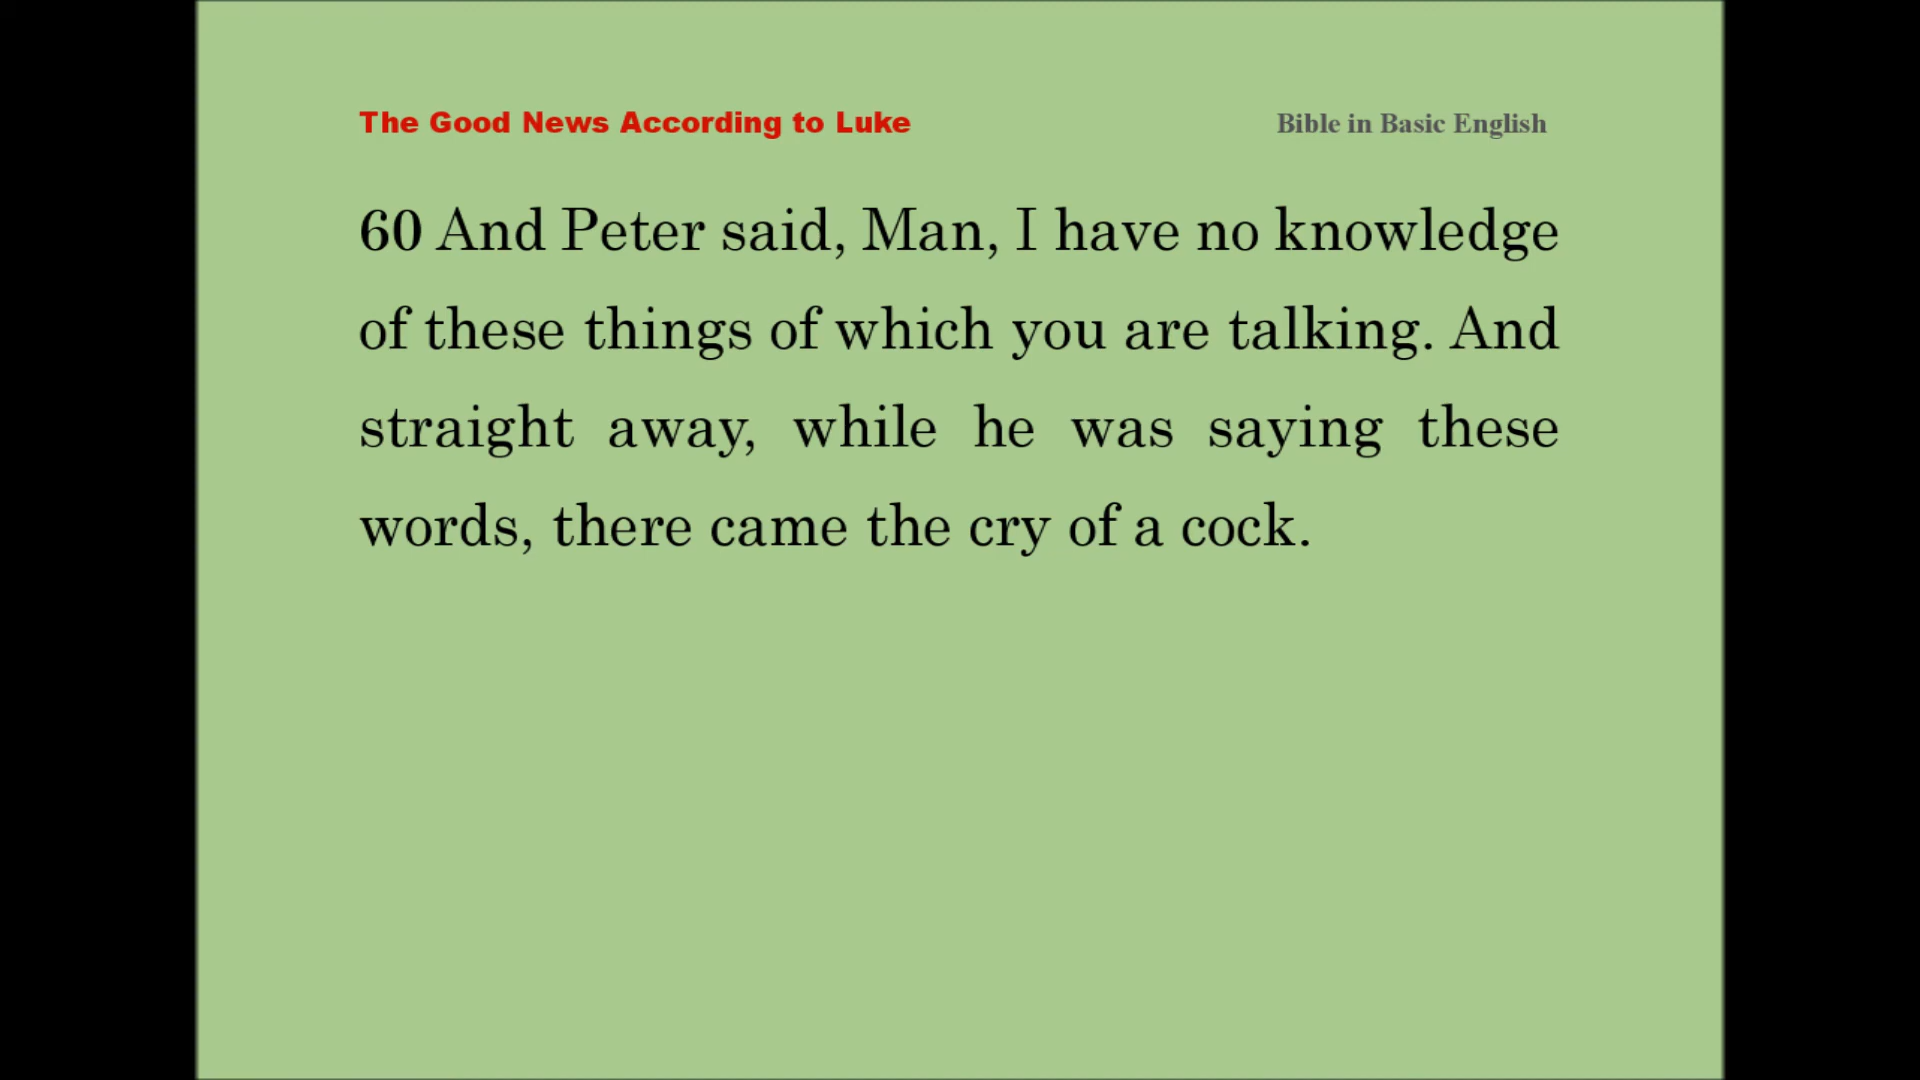 The Good News According to Luke
Bible in Basic English
60 And Peter said, Man, I have no knowledge
of these things of which you are talking. And
straight away, while he was saying these
words, there came the cry of a cock.